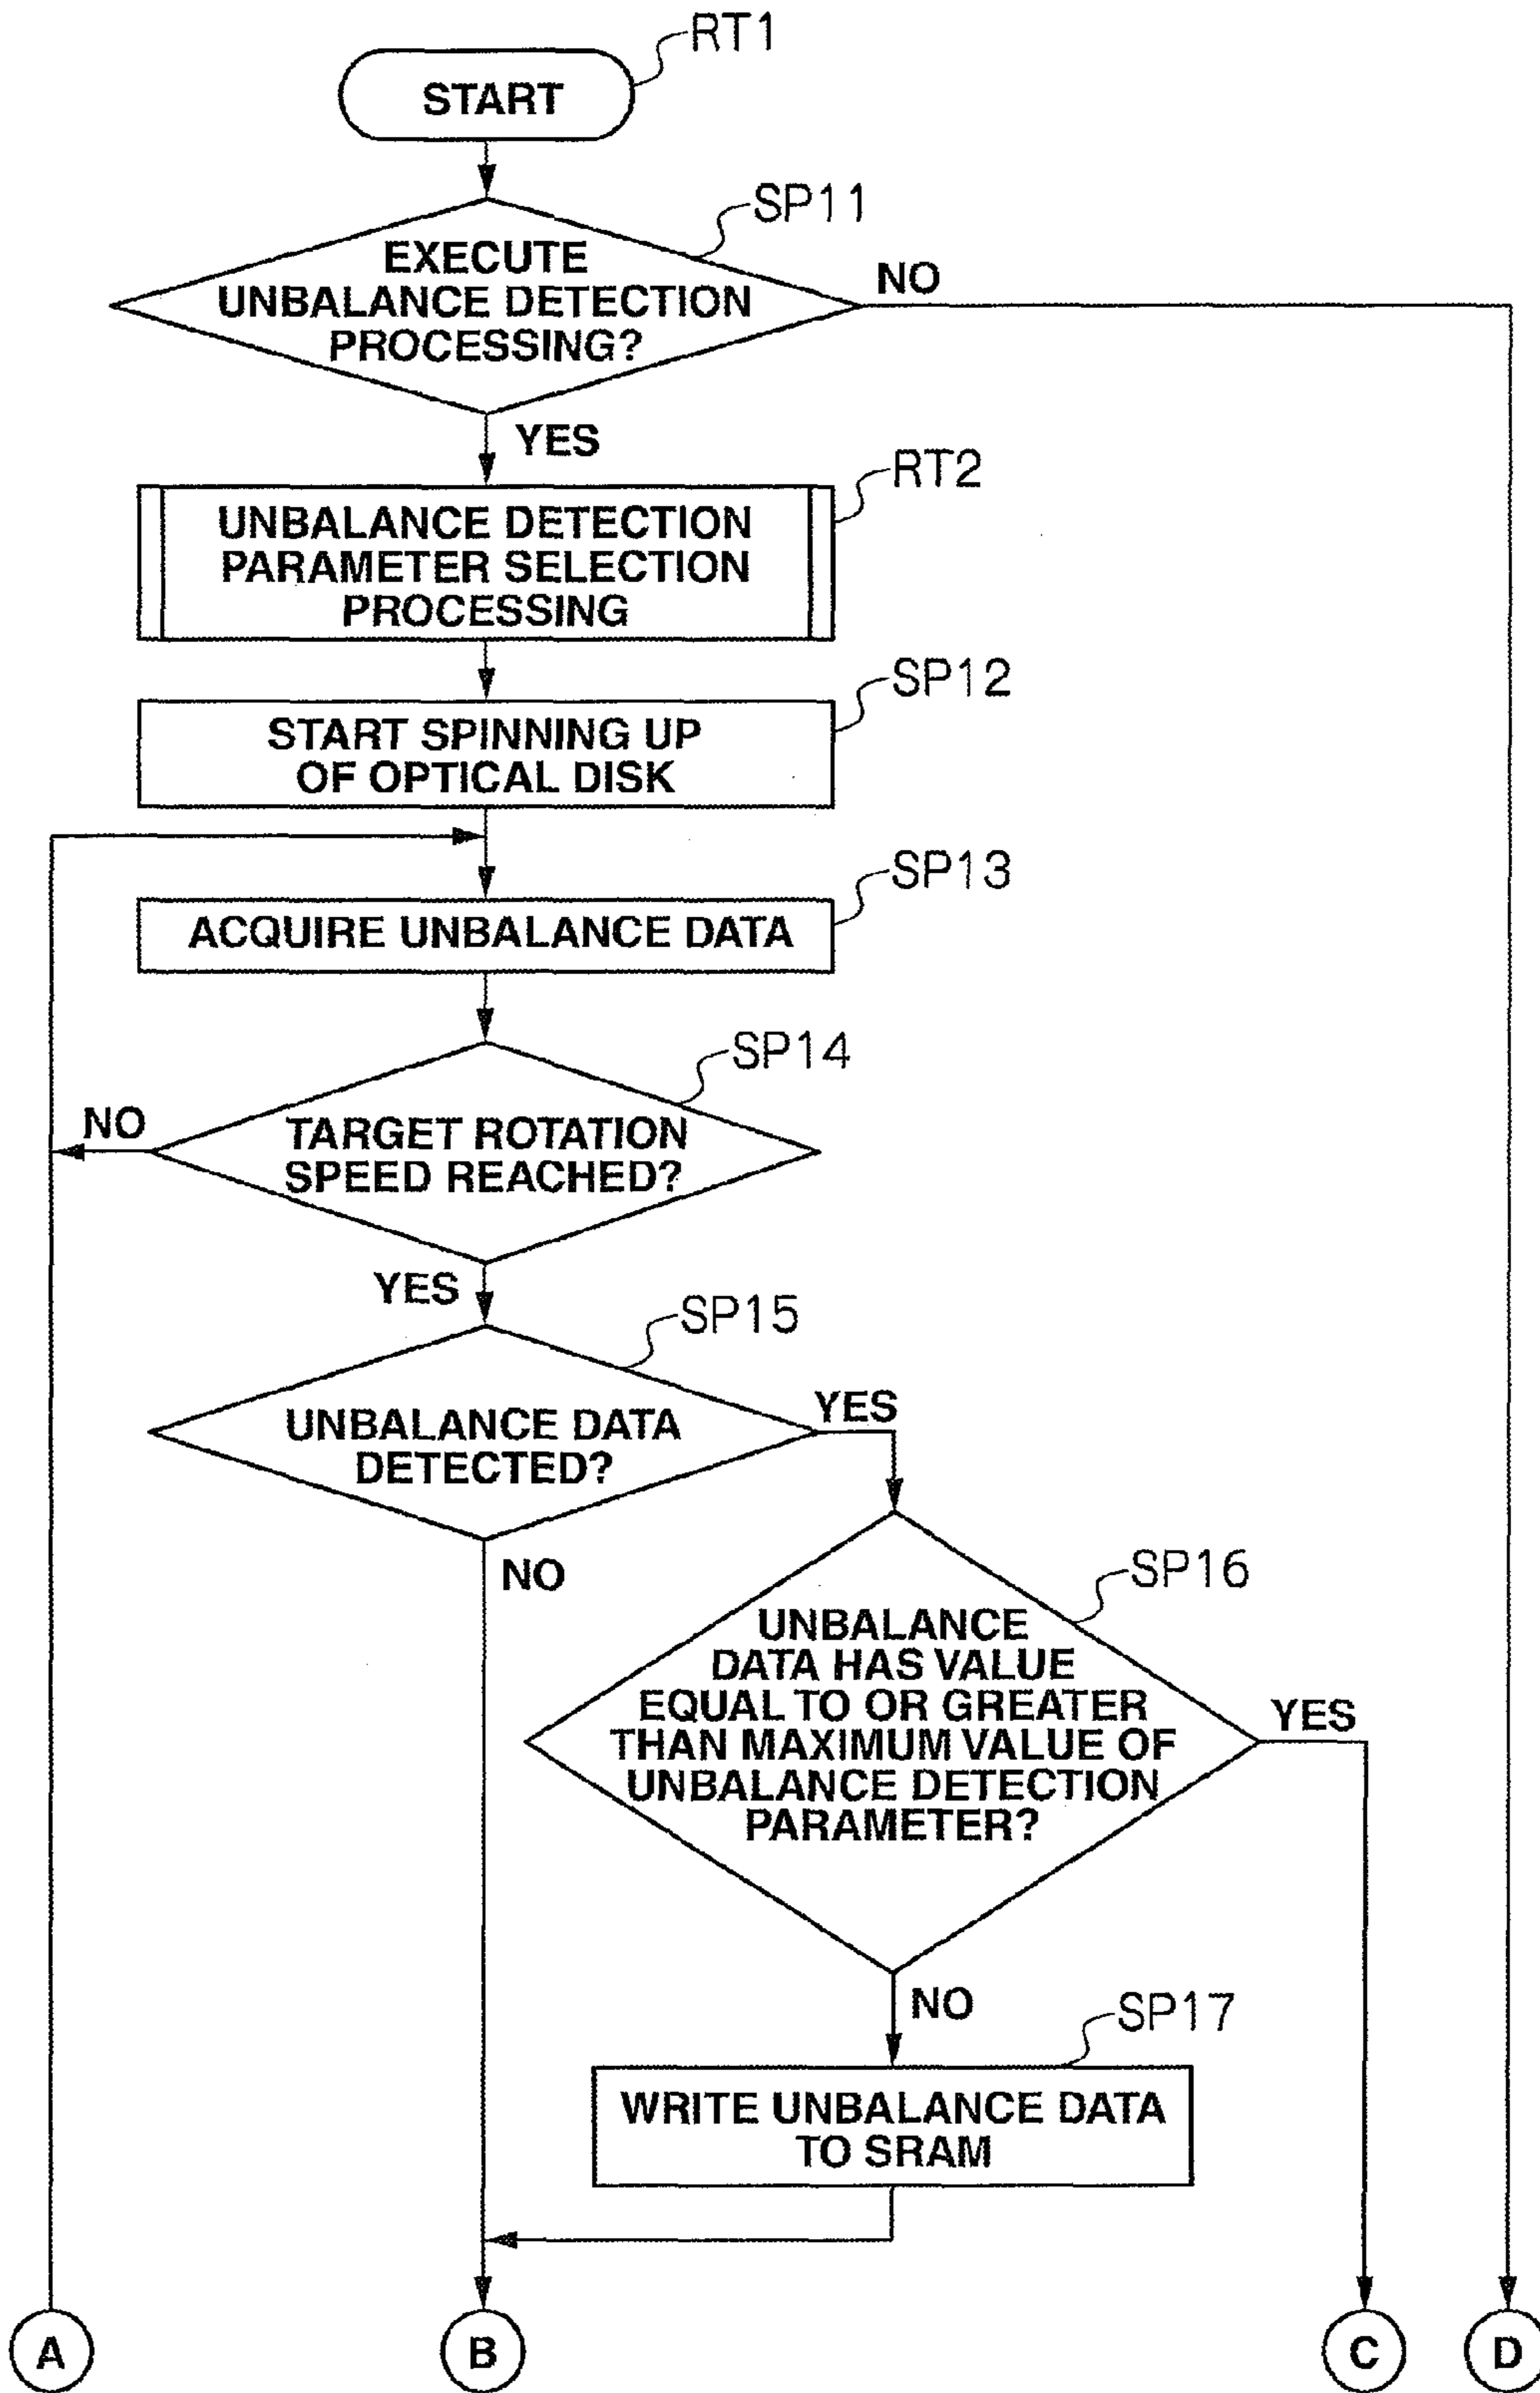 RT1
START
SP11
EXECUTE
UNBALANCE DETECTION
PROCESSING?
NO
YES
RT2
UNBALANCE DETECTION
PARAMETER SELECTION
PROCESSING
SP12
START SPINNING UP
OF OPTICAL DISK
SP13
ACQUIRE UNBALANCE DATA
SP14
TARGET ROTATION
SPEED REACHED?
NO
YES
SP15
UNBALANCE DATA
DETECTED?
YES
NO
SP16
UNBALANCE
DATA HAS VALUE
EQUAL TO OR GREATER
THAN MAXIMUM VALUE OF
UNBALANCE DETECTION
PARAMETER?
YES
NO
SP17
WRITE UNBALANCE DATA
TO SRAM
A
B
C
D